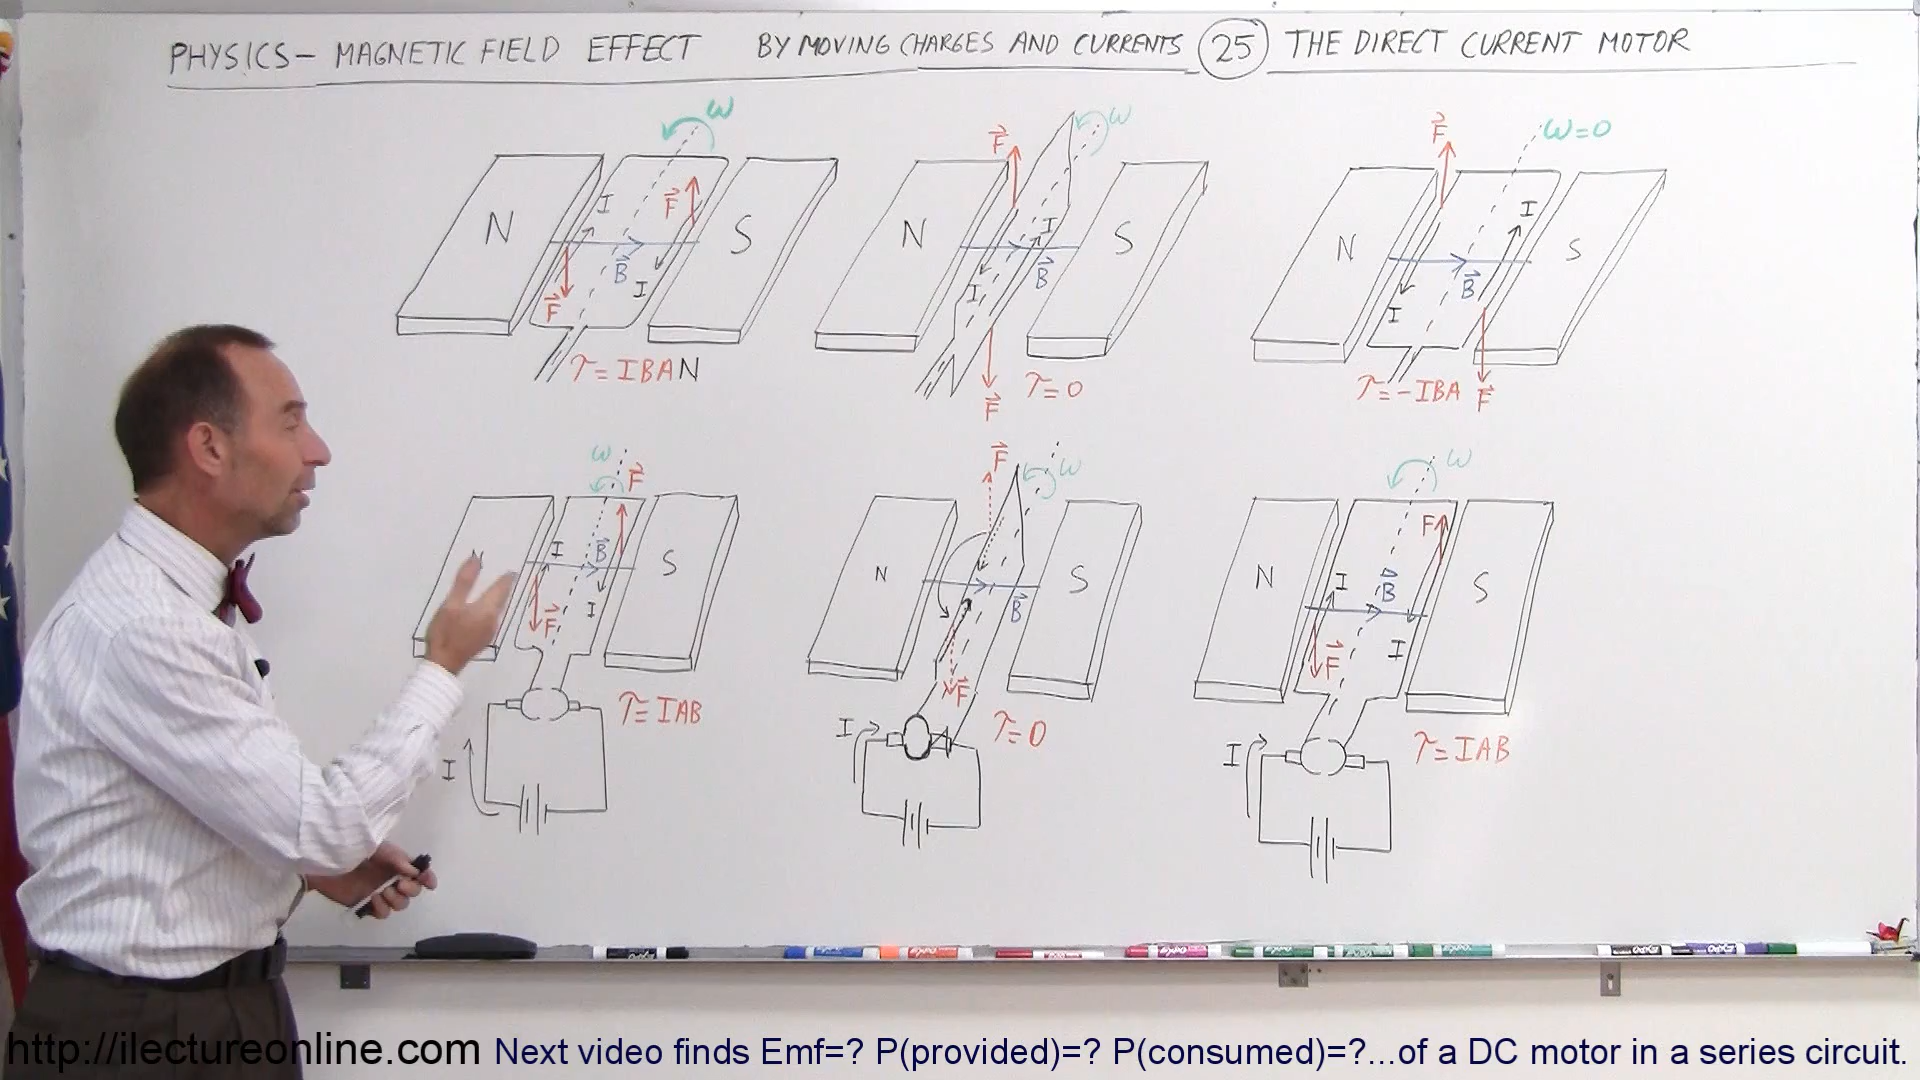 PHYSICS- MAGNETIC FIELD EFFECT BY MOVING CHARGES AND CURRENTS 25 THE DIRECT CURRENT MOTOR
ω
N
I
F
S
B
F
I
τ=IBAN
F
ω
N
I
S
I
B
τ=0
F
F
ω=0
N
I
S
B
I
τ=-IBA
F
ω
F
N
I
B
S
I
F
τ=IAB
I
F
ω
N
S
B
F
I
τ=0
ω
F
N
I
B
S
F
I
I
τ=IAB
EXPO
http://ilectureonline.com Next video finds Emf=? P(provided)=? P(consumed)=?...of a DC motor in a series circuit.